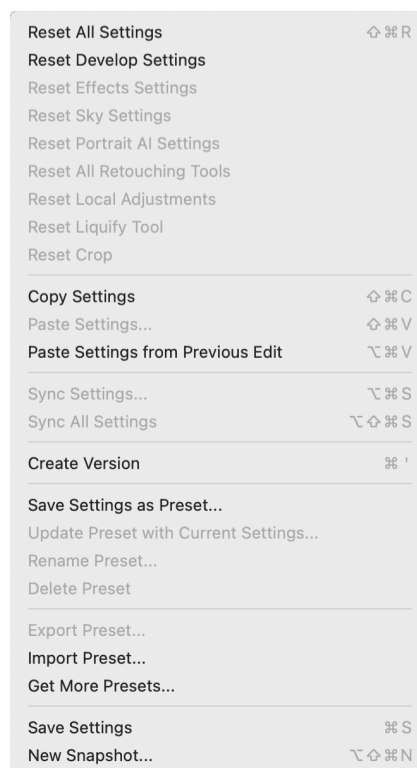 Reset All Settings ⇧⌘R
Reset Develop Settings
Reset Effects Settings
Reset Sky Settings
Reset Portrait AI Settings
Reset All Retouching Tools
Reset Local Adjustments
Reset Liquify Tool
Reset Crop
Copy Settings ⇧⌘C
Paste Settings... ⇧⌘V
Paste Settings from Previous Edit ⌥⌘V
Sync Settings... ⌥⌘S
Sync All Settings ⌥⇧⌘S
Create Version ⌘'
Save Settings as Preset...
Update Preset with Current Settings...
Rename Preset...
Delete Preset
Export Preset...
Import Preset...
Get More Presets...
Save Settings ⌘S
New Snapshot... ⌥⇧⌘N